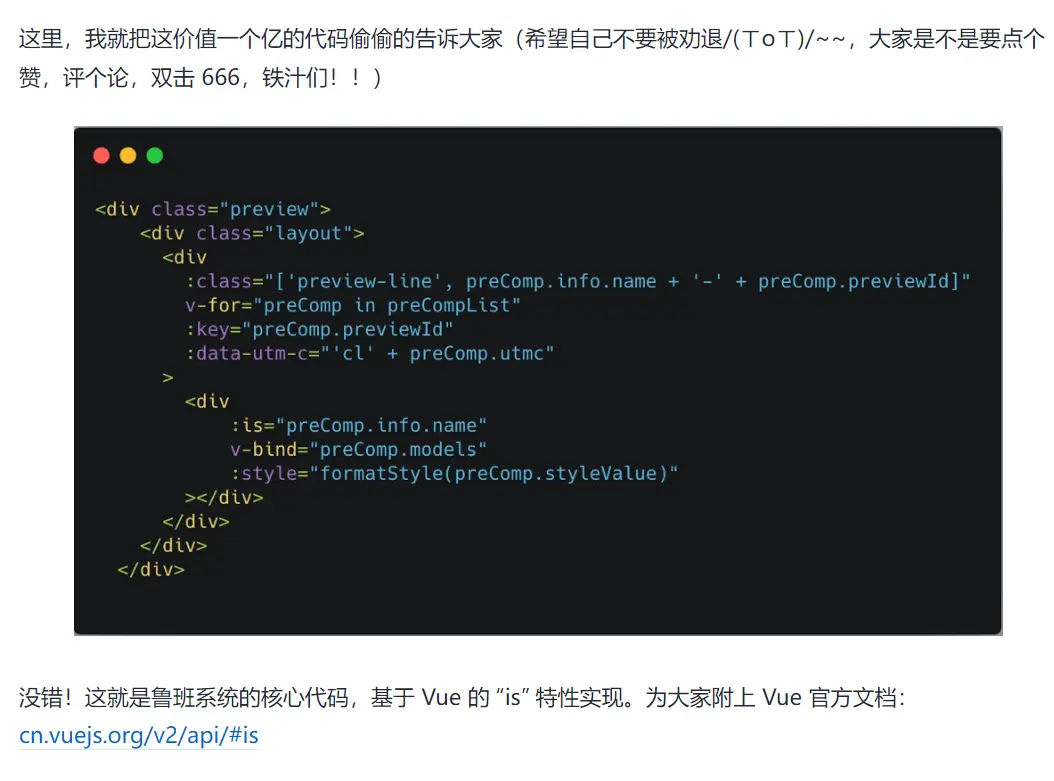 这里，我就把这价值一个亿的代码偷偷的告诉大家（希望自己不要被劝退/(ㄒoㄒ)/~~，大家是不是要点个
赞，评个论，双击 666，铁汁们！！）
<div class="preview">
<div class="layout">
<div
:class="['preview-line', preComp.info.name + '-' + preComp.previewId]"
v-for="preComp in preCompList"
:key="preComp.previewId"
:data-utm-c="'cl' + preComp.utmc"
>
<div
:is="preComp.info.name"
v-bind="preComp.models"
:style="formatStyle(preComp.styleValue)"
></div>
</div>
</div>
</div>
没错！这就是鲁班系统的核心代码，基于 Vue 的 “is” 特性实现。为大家附上 Vue 官方文档：
cn.vuejs.org/v2/api/#is